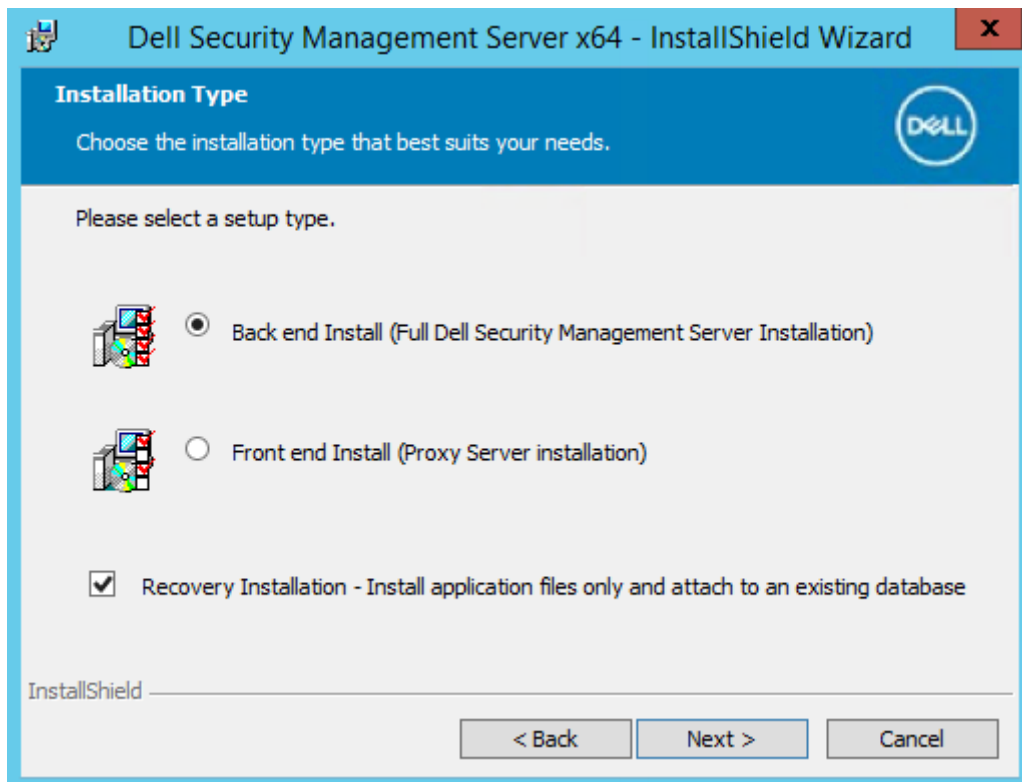 Dell Security Management Server x64 - InstallShield Wizard
x
Installation Type
Choose the installation type that best suits your needs.
DELL
Please select a setup type.
Back end Install (Full Dell Security Management Server Installation)
Front end Install (Proxy Server installation)
Recovery Installation - Install application files only and attach to an existing database
InstallShield
< Back
Next >
Cancel